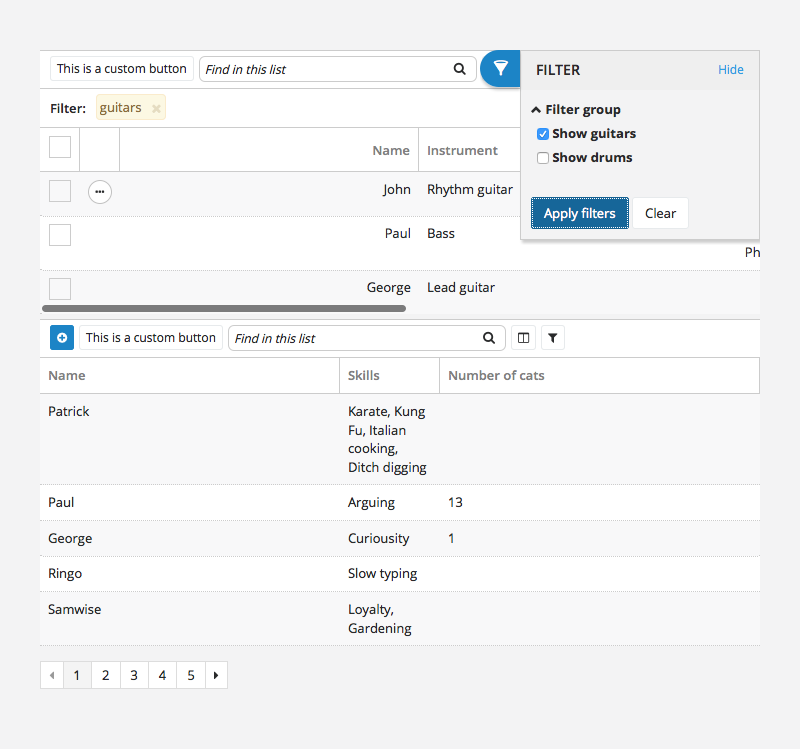 This is a custom button
Find in this list
FILTER
Hide
Filter:
guitars
Filter group
Show guitars
Show drums
Apply filters
Clear
Name
Instrument
John
Rhythm guitar
Paul
Bass
Ph
George
Lead guitar
This is a custom button
Find in this list
Name
Skills
Number of cats
Patrick
Karate, Kung
Fu, Italian
cooking,
Ditch digging
Paul
Arguing
13
George
Curiousity
1
Ringo
Slow typing
Samwise
Loyalty,
Gardening
1 2 3 4 5